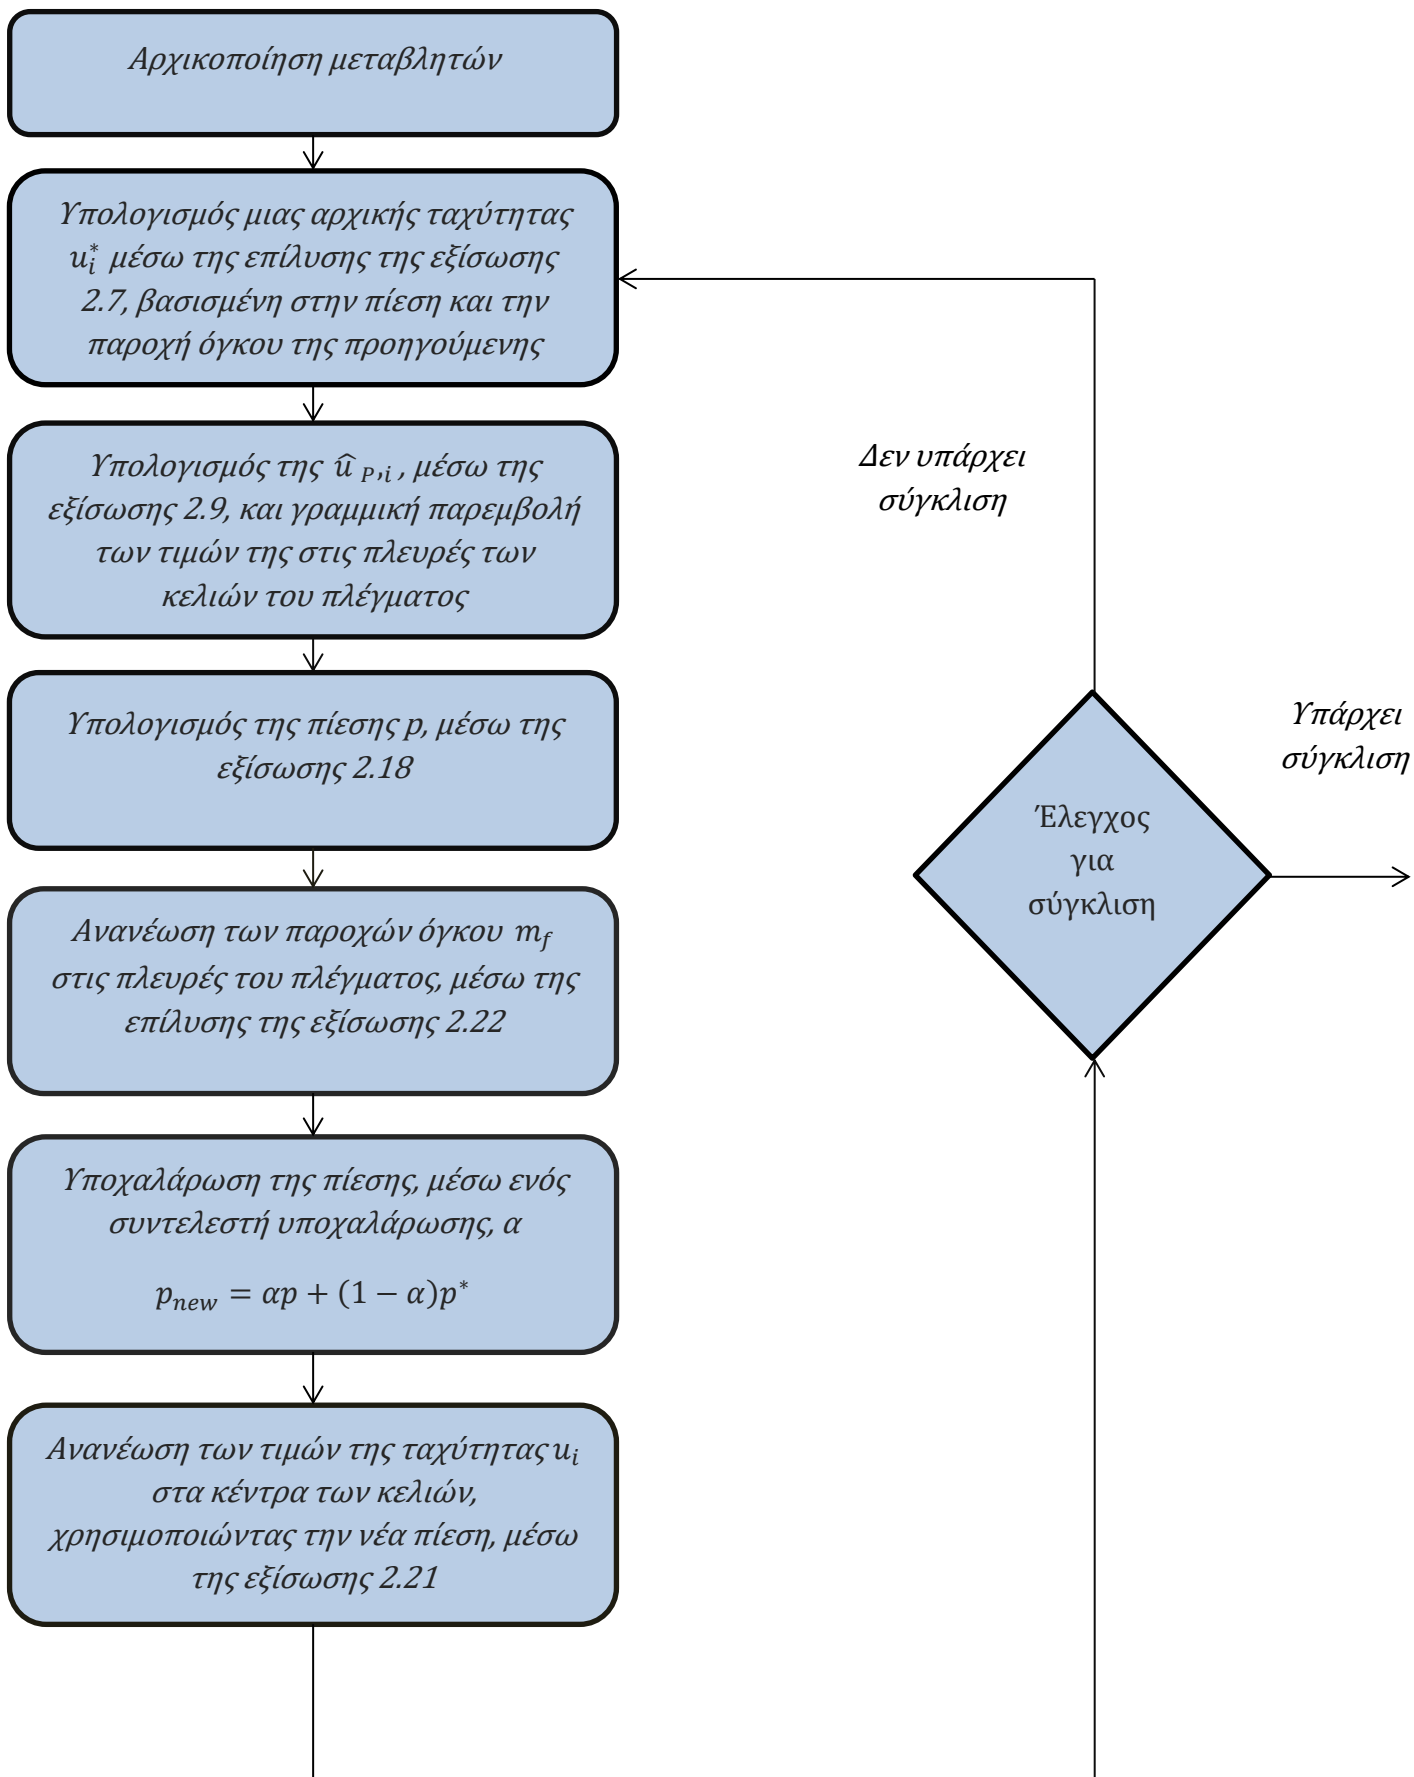 Αρχικοποίηση μεταβλητών
Υπολογισμός μιας αρχικής ταχύτητας
u_i^* μέσω της επίλυσης της εξίσωσης
2.7, βασισμένη στην πίεση και την
παροχή όγκου της προηγούμενης
Υπολογισμός της û_{P,i} , μέσω της
εξίσωσης 2.9, και γραμμική παρεμβολή
των τιμών της στις πλευρές των
κελιών του πλέγματος
Υπολογισμός της πίεσης p, μέσω της
εξίσωσης 2.18
Ανανέωση των παροχών όγκου m_f
στις πλευρές του πλέγματος, μέσω της
επίλυσης της εξίσωσης 2.22
Υποχαλάρωση της πίεσης, μέσω ενός
συντελεστή υποχαλάρωσης, α
p_{new} = αp + (1 − α)p^*
Ανανέωση των τιμών της ταχύτητας u_i
στα κέντρα των κελιών,
χρησιμοποιώντας την νέα πίεση, μέσω
της εξίσωσης 2.21
Δεν υπάρχει
σύγκλιση
Έλεγχος
για
σύγκλιση
Υπάρχει
σύγκλιση